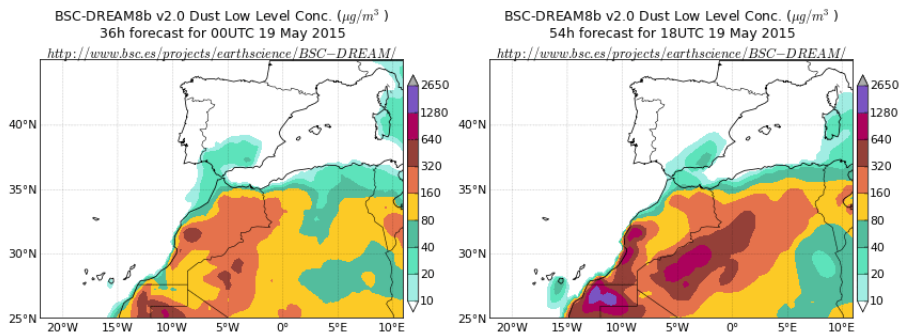 BSC-DREAM8b v2.0 Dust Low Level Conc. (μg/m³ )
36h forecast for 00UTC 19 May 2015
http://www.bsc.es/projects/earthscience/BSC−DREAM/
40°N
35°N
30°N
25°N
20°W
15°W
10°W
5°W
0°
5°E
10°E
2650
1280
640
320
160
80
40
20
10
BSC-DREAM8b v2.0 Dust Low Level Conc. (μg/m³ )
54h forecast for 18UTC 19 May 2015
http://www.bsc.es/projects/earthscience/BSC−DREAM/
40°N
35°N
30°N
25°N
20°W
15°W
10°W
5°W
0°
5°E
10°E
2650
1280
640
320
160
80
40
20
10